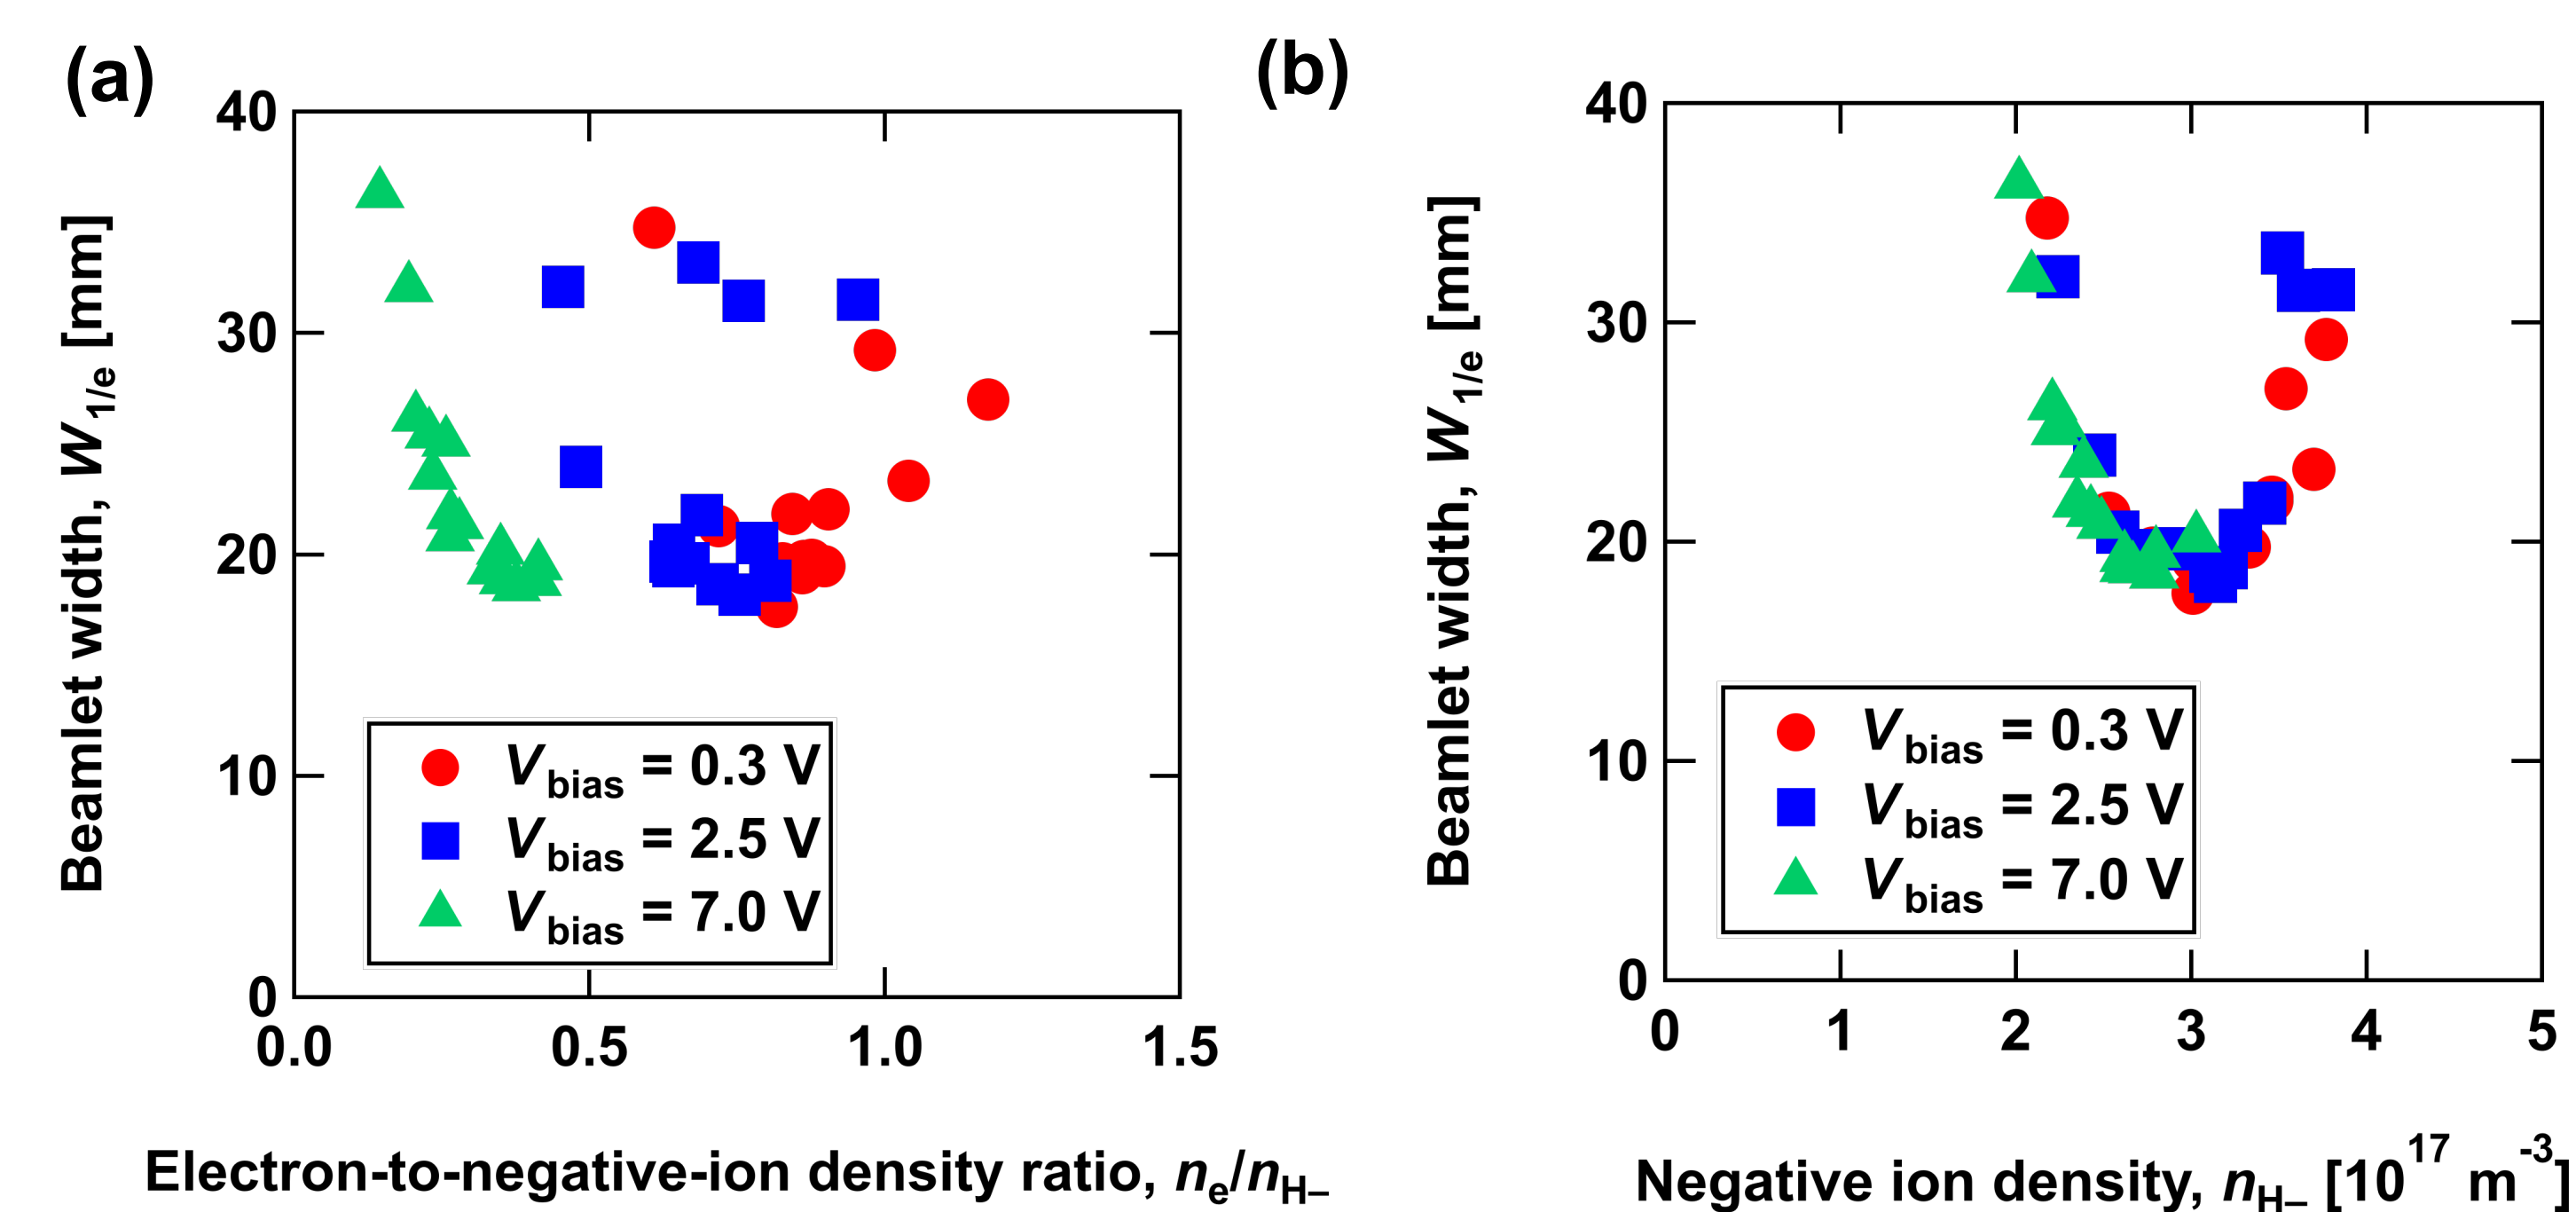 (a)
Beamlet width, W1/e [mm]
40
30
20
10
0
0.0 0.5 1.0 1.5
Vbias = 0.3 V
Vbias = 2.5 V
Vbias = 7.0 V
Electron-to-negative-ion density ratio, ne/nH–
(b)
Beamlet width, W1/e [mm]
40
30
20
10
0
0 1 2 3 4 5
Vbias = 0.3 V
Vbias = 2.5 V
Vbias = 7.0 V
Negative ion density, nH– [10^17 m^-3]